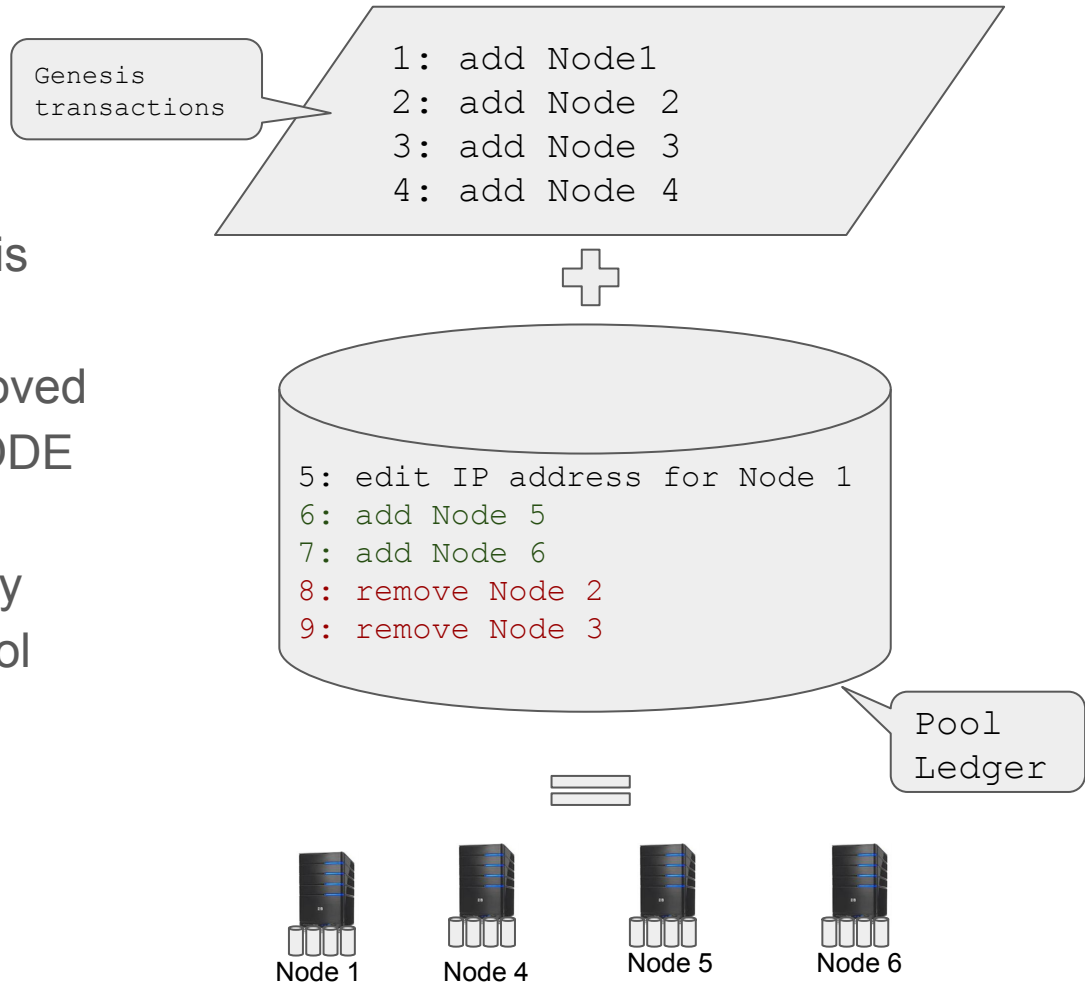 Genesis
transactions
1: add Node1
2: add Node 2
3: add Node 3
4: add Node 4
is
oved
ODE
y
ol
5: edit IP address for Node 1
6: add Node 5
7: add Node 6
8: remove Node 2
9: remove Node 3
Pool
Ledger
Node 1
Node 4
Node 5
Node 6